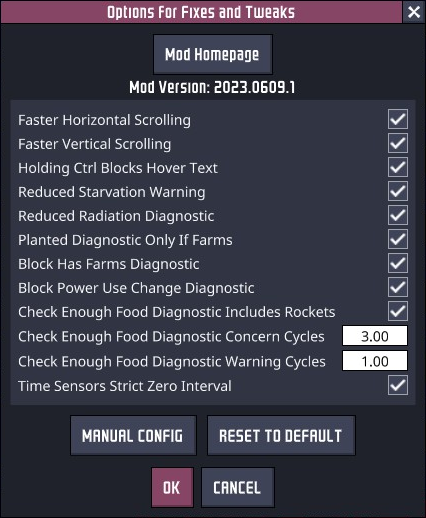 Options for Fixes and Tweaks
Mod Homepage
Mod Version: 2023.0609.1
Faster Horizontal Scrolling
Faster Vertical Scrolling
Holding Ctrl Blocks Hover Text
Reduced Starvation Warning
Reduced Radiation Diagnostic
Planted Diagnostic Only If Farms
Block Has Farms Diagnostic
Block Power Use Change Diagnostic
Check Enough Food Diagnostic Includes Rockets
Check Enough Food Diagnostic Concern Cycles 3.00
Check Enough Food Diagnostic Warning Cycles 1.00
Time Sensors Strict Zero Interval
MANUAL CONFIG RESET TO DEFAULT
OK CANCEL